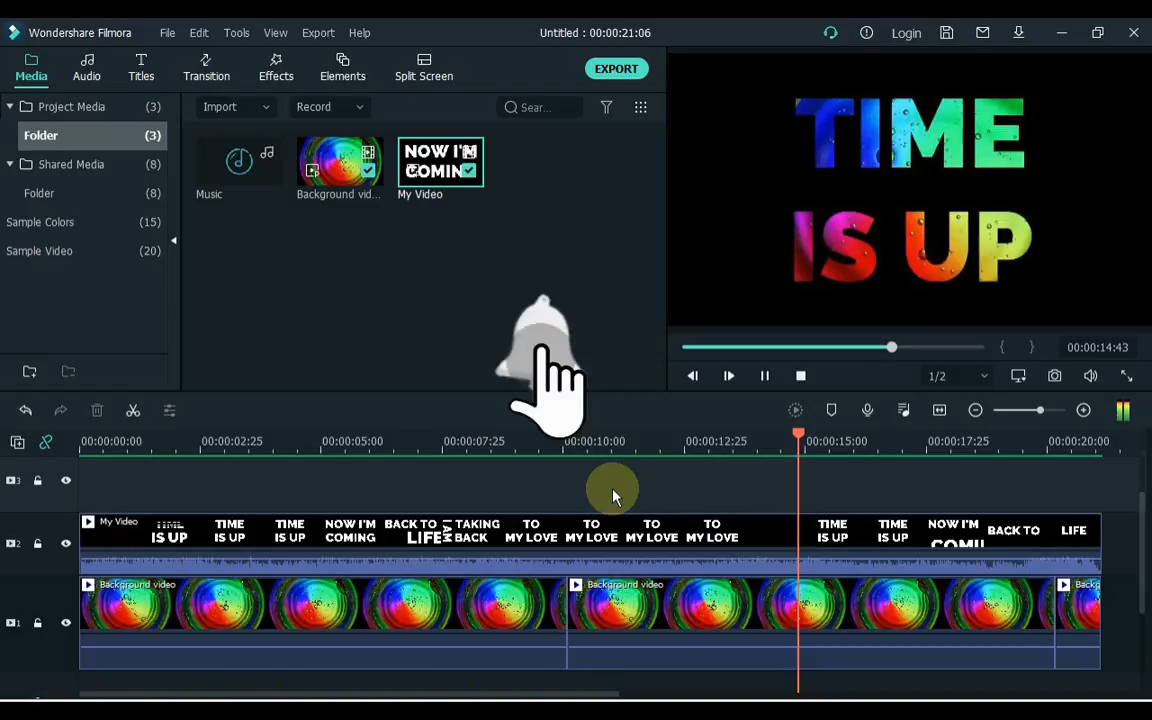 Wondershare Filmora File Edit Tools View Export Help Untitled : 00:00:21:06 Login
Media Audio Titles Transition Effects Elements Split Screen EXPORT
Project Media (3)
Folder (3)
Shared Media (8)
Folder (8)
Sample Colors (15)
Sample Video (20)
Import Record Sear...
NOW I'M
COMIN
Music Background vid... My Video
TIME
IS UP
00:00:14:43
1/2
00:00:00:00 00:00:02:25 00:00:05:00 00:00:07:25 00:00:10:00 00:00:12:25 00:00:15:00 00:00:17:25 00:00:20:00
3
My Video
2
TIME IS UP TIME IS UP TIME IS UP NOW I'M COMING BACK TO LIFE TAKING BACK TO MY LOVE TO MY LOVE TO MY LOVE TO MY LOVE TIME IS UP TIME IS UP NOW I'M BACK TO LIFE
Background video Background video Backg
1